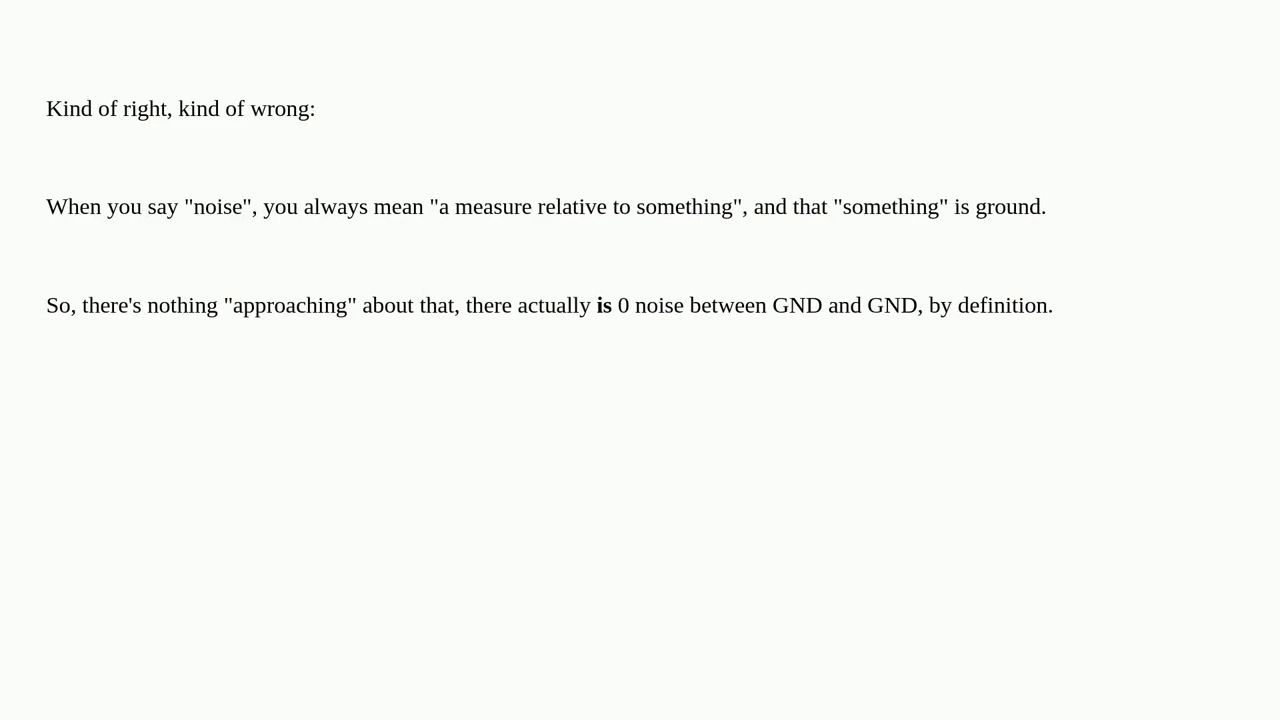 Kind of right, kind of wrong:
When you say "noise", you always mean "a measure relative to something", and that "something" is ground.
So, there's nothing "approaching" about that, there actually is 0 noise between GND and GND, by definition.